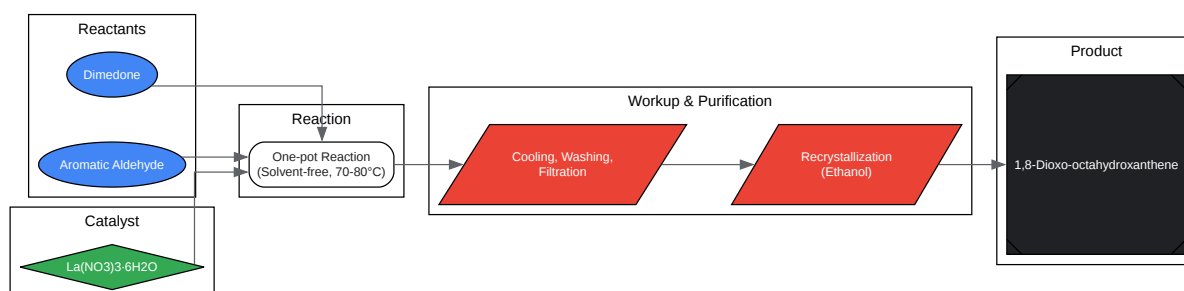 Reactants
Dimedone
Aromatic Aldehyde
Catalyst
La(NO3)3·6H2O
Reaction
One-pot Reaction
(Solvent-free, 70-80°C)
Workup & Purification
Cooling, Washing,
Filtration
Recrystallization
(Ethanol)
Product
1,8-Dioxo-octahydroxanthene